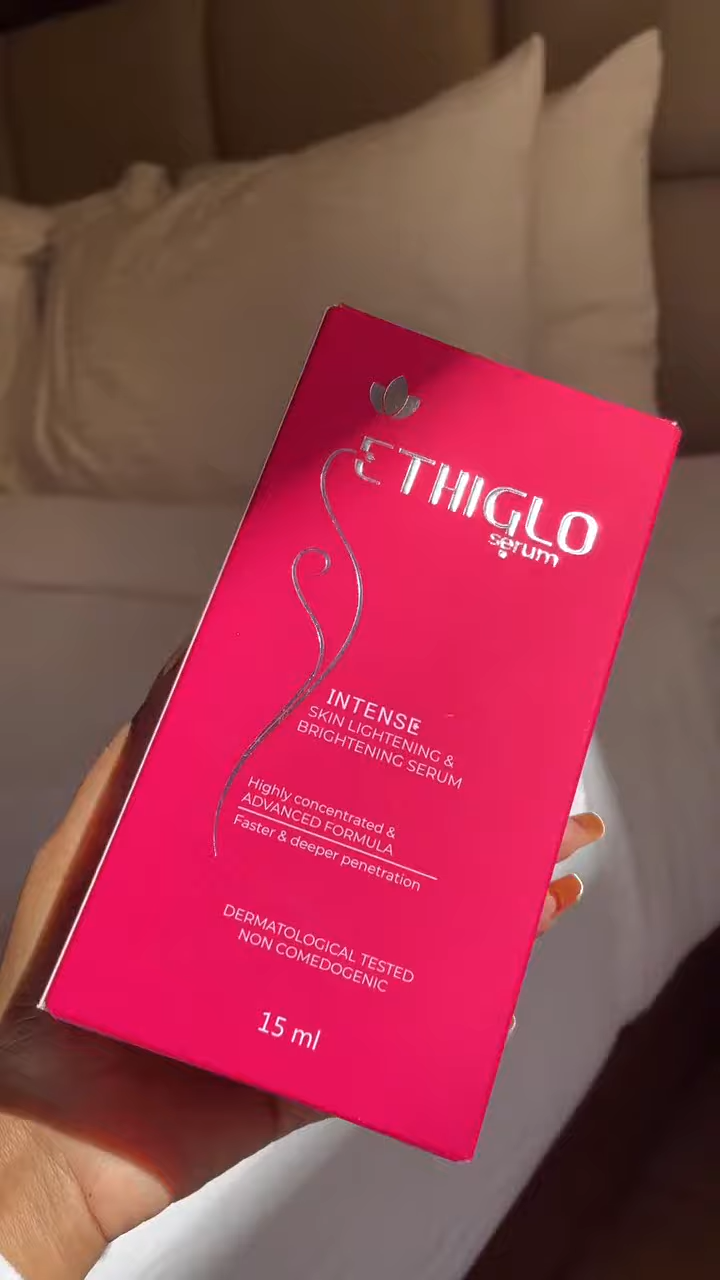 ETHIGLO
serum
INTENSE
SKIN LIGHTENING &
BRIGHTENING SERUM
Highly concentrated &
ADVANCED FORMULA
Faster & deeper penetration
DERMATOLOGICAL TESTED
NON COMEDOGENIC
15 ml